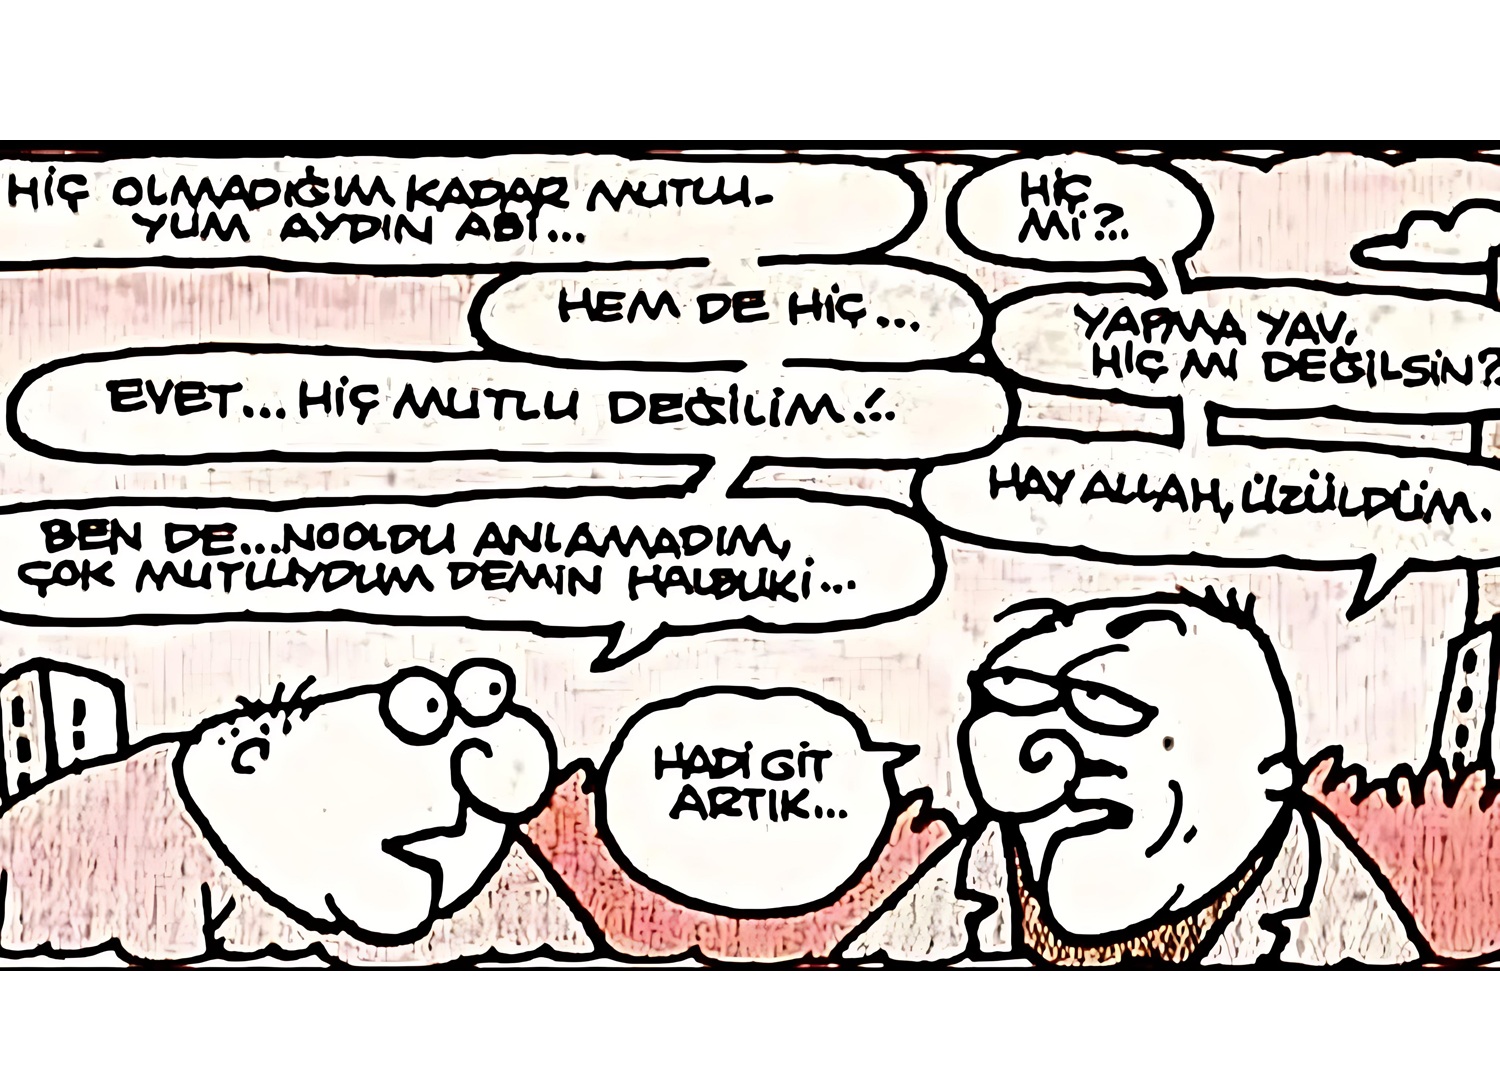 HİÇ OLMADIĞIM KADAR MUTLU-
YUM AYDIN ABİ...
HİÇ
Mİ?..
HEM DE HİÇ...
YAPMA YAV,
HİÇ Mİ DEĞİLSİN?
EVET... HİÇ MUTLU DEĞİLİM!..
HAY ALLAH, ÜZÜLDÜM.
BEN DE...NOOLDU ANLAMADIM,
ÇOK MUTLUYDUM DEMİN HALBUKİ...
HADİ GİT
ARTIK...